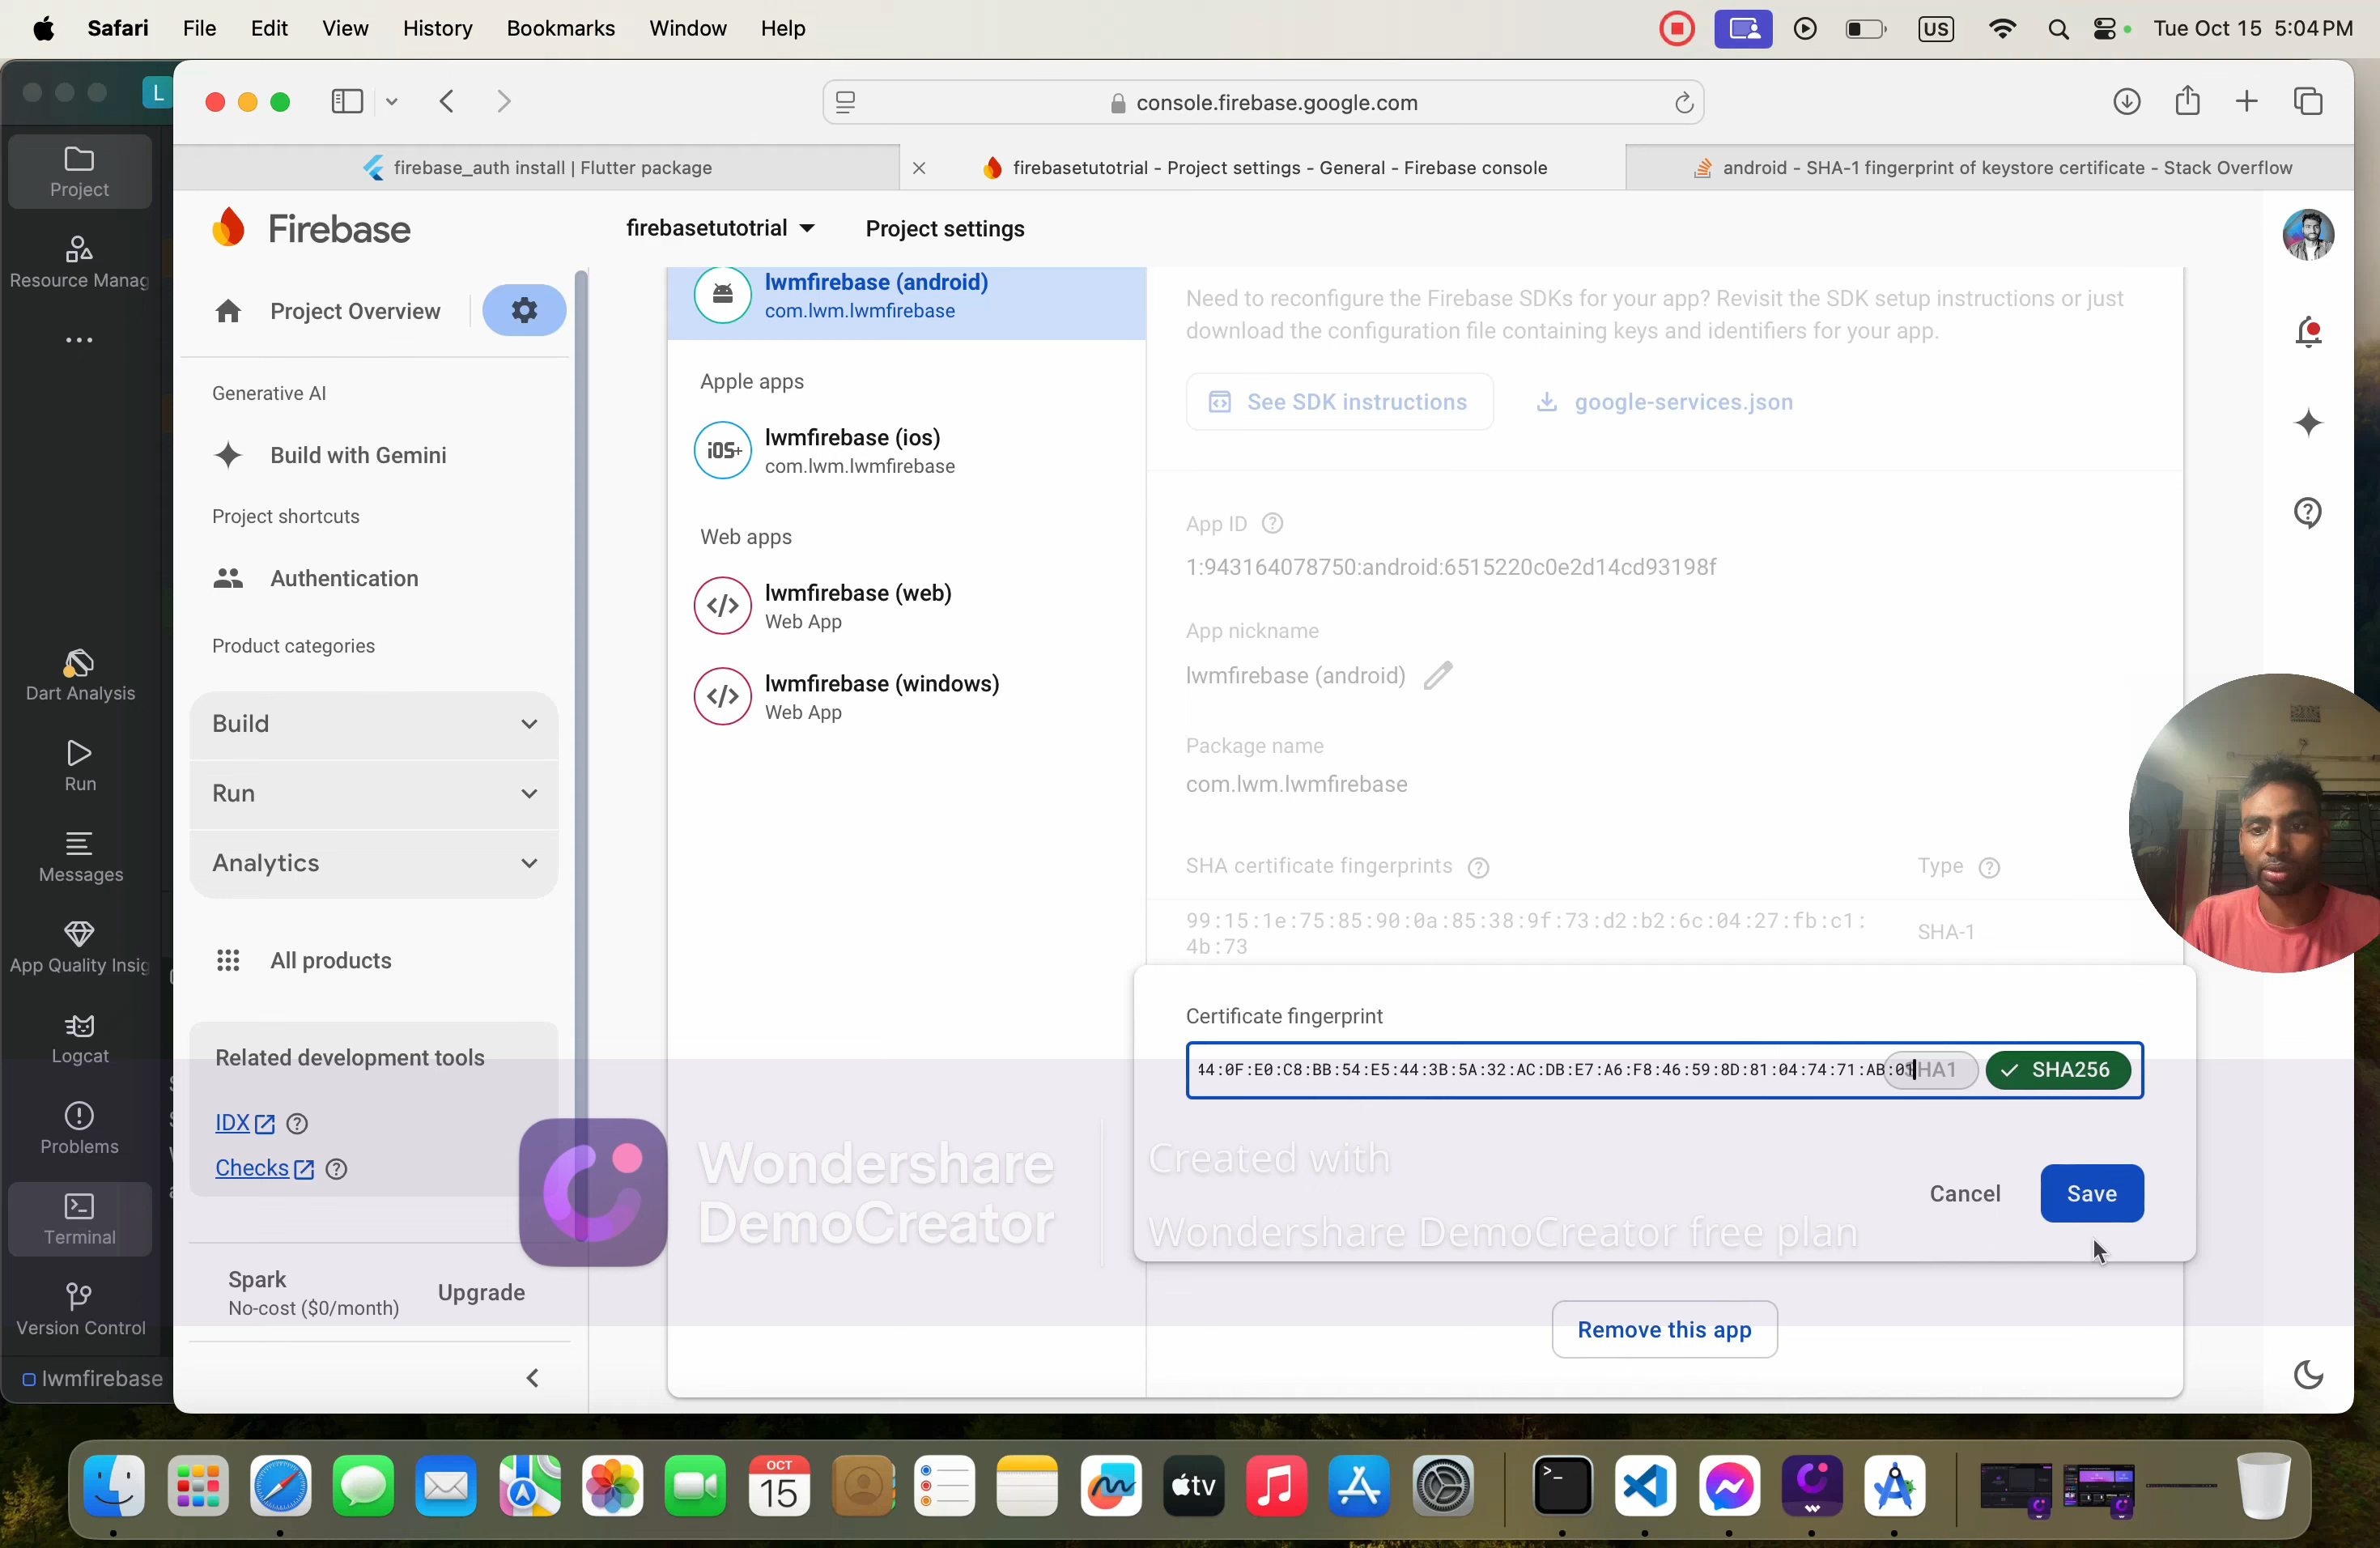 Safari File Edit View History Bookmarks Window Help
US
Tue Oct 15 5:04 PM
L
console.firebase.google.com
firebase_auth install | Flutter package
firebasetutotrial - Project settings - General - Firebase console
android - SHA-1 fingerprint of keystore certificate - Stack Overflow
Project
Resource Manag
Dart Analysis
Run
Messages
App Quality Insig
Logcat
Problems
Terminal
Version Control
lwmfirebase
Firebase
firebasetutotrial
Project settings
Project Overview
Generative AI
Build with Gemini
Project shortcuts
Authentication
Product categories
Build
Run
Analytics
All products
Related development tools
IDX
Checks
Spark
No-cost ($0/month)
Upgrade
lwmfirebase (android)
com.lwm.lwmfirebase
Apple apps
iOS+
lwmfirebase (ios)
com.lwm.lwmfirebase
Web apps
lwmfirebase (web)
Web App
lwmfirebase (windows)
Web App
Need to reconfigure the Firebase SDKs for your app? Revisit the SDK setup instructions or just
download the configuration file containing keys and identifiers for your app.
See SDK instructions
google-services.json
App ID
1:943164078750:android:6515220c0e2d14cd93198f
App nickname
lwmfirebase (android)
Package name
com.lwm.lwmfirebase
SHA certificate fingerprints
Type
99:15:1e:75:85:90:0a:85:38:9f:73:d2:b2:6c:04:27:fb:c1:
4b:73
SHA-1
Certificate fingerprint
44:0F:E0:C8:BB:54:E5:44:3B:5A:32:AC:DB:E7:A6:F8:46:59:8D:81:04:74:71:AB:01
SHA256
Cancel
Save
Remove this app
Wondershare
DemoCreator
Created with
Wondershare DemoCreator free plan
OCT
15
tv